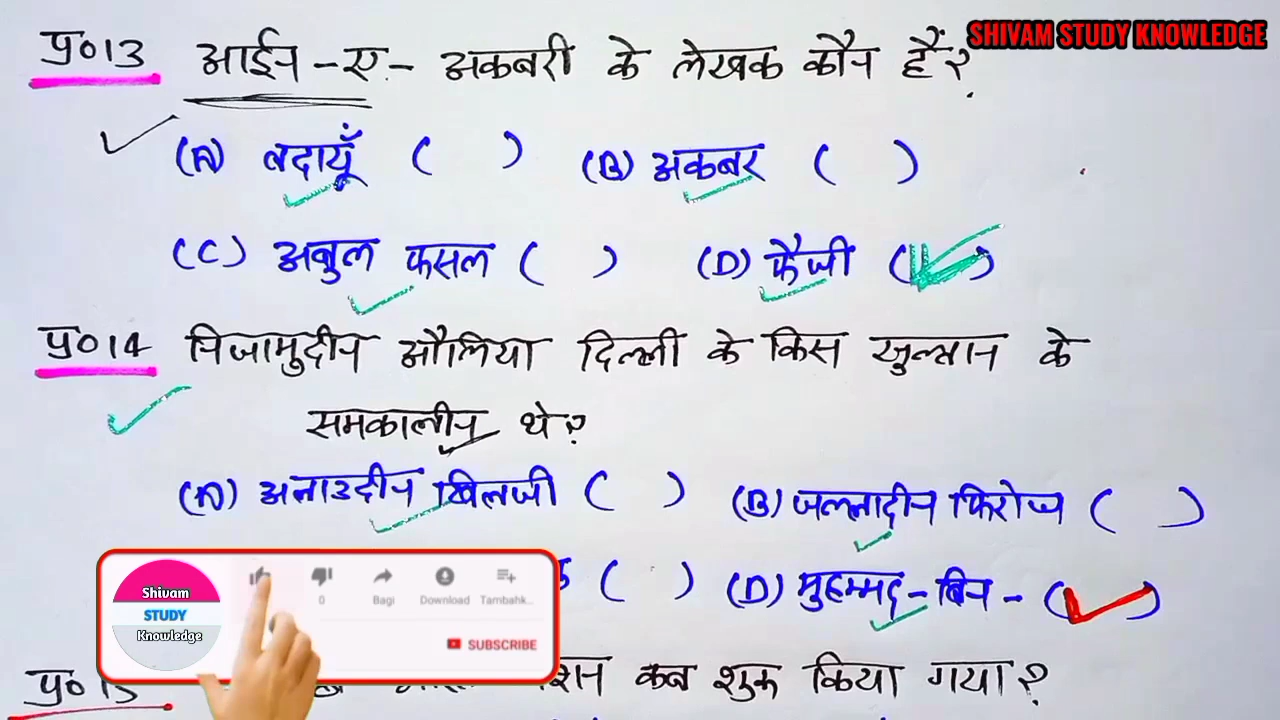 SHIVAM STUDY KNOWLEDGE
प्र013 आईन-ए-अकबरी के लेखक कौन हैं?
(A) बदायूँ ( ) (B) अकबर ( )
(C) अबुल फसल ( ) (D) फैजी ( )
प्र014 निजामुदीन औलिया दिल्ली के किस सुल्तान के
समकालीन थे?
(A) अलाउदीन खिलजी ( ) (B) जल्लादीन फिरोज ( )
( ) (D) मुहम्मद-बिन- ( )
Shivam
STUDY
Knowledge
0 Bagi Download Tambahk...
SUBSCRIBE
प्र015 कब शुरू किया गया?